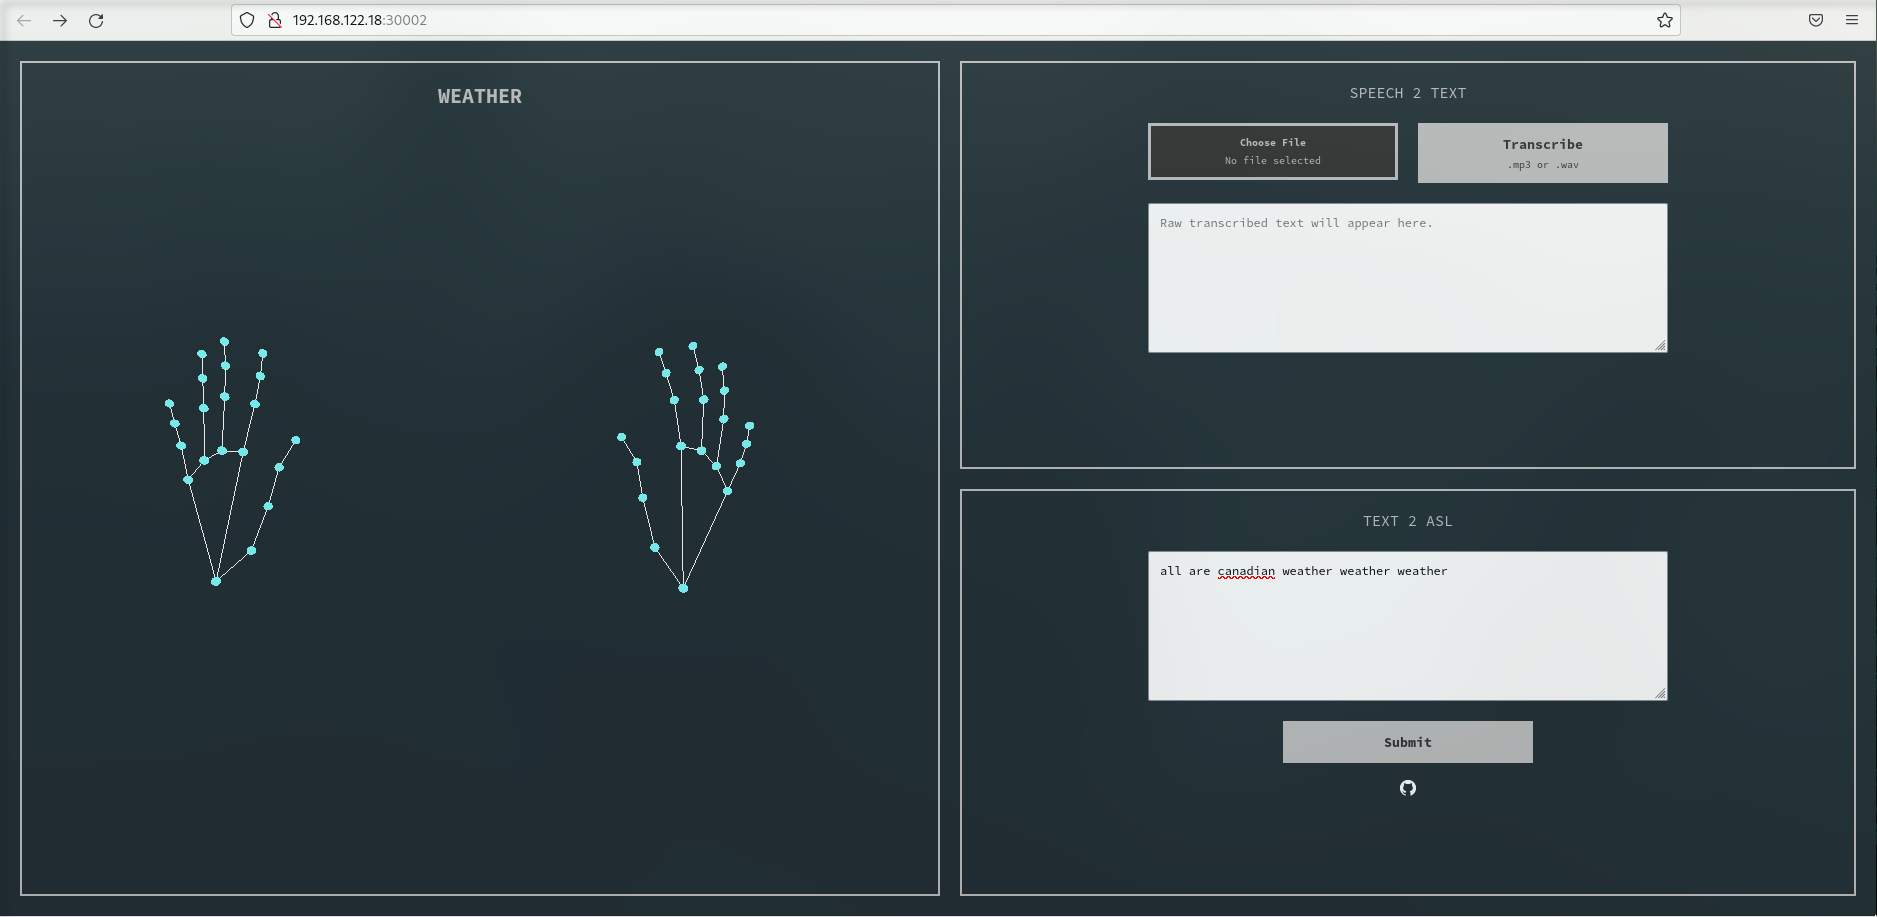 192.168.122.18:30002
WEATHER
SPEECH 2 TEXT
Choose File
No file selected
Transcribe
.mp3 or .wav
Raw transcribed text will appear here.
TEXT 2 ASL
all are canadian weather weather weather
Submit